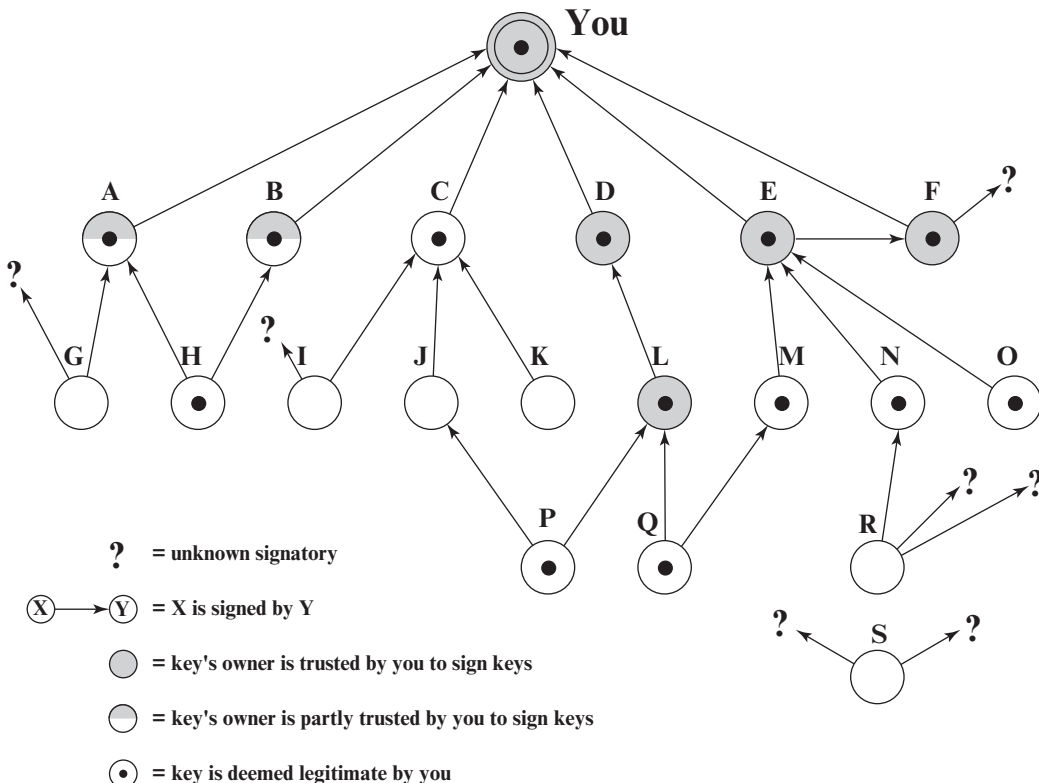 You
A B C D E F ?
?
? G H I J K L M N O
? ?
P Q R
? = unknown signatory
X Y = X is signed by Y
? S ?
= key's owner is trusted by you to sign keys
= key's owner is partly trusted by you to sign keys
= key is deemed legitimate by you